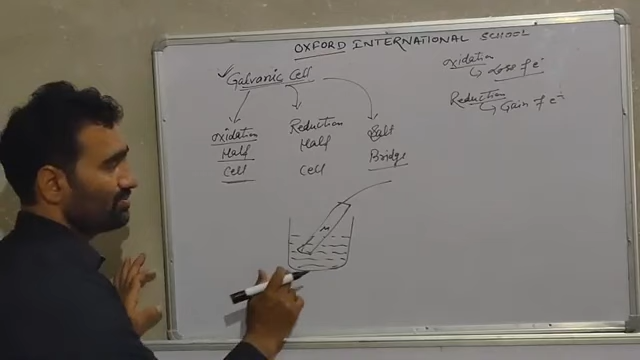 OXFORD INTERNATIONAL SCHOOL
✓ Galvanic Cell
Oxidation
Half
Cell
Reduction
Half
Cell
Salt
Bridge
M
Oxidation
↳ Loss of e⁻
Reduction
↳ Gain of e⁻